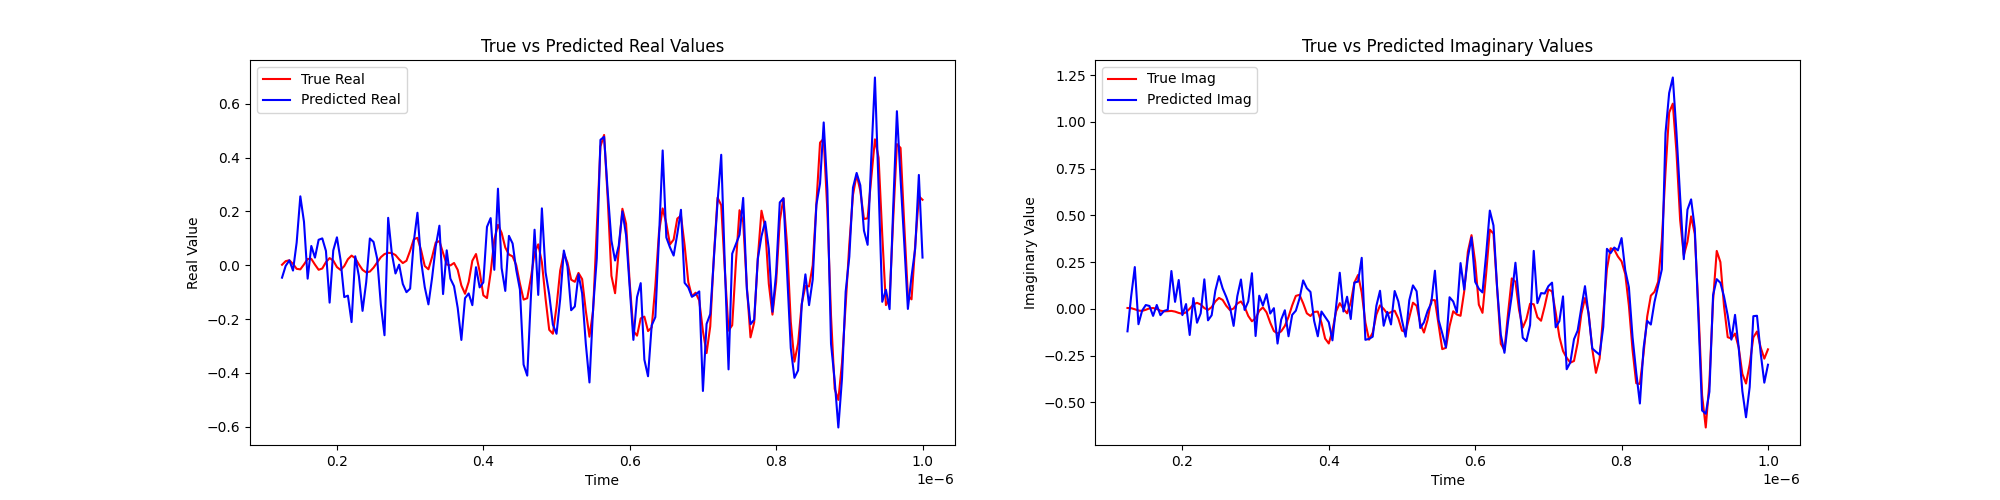 True vs Predicted Real Values
True Real
Predicted Real
Real Value
0.6
0.4
0.2
0.0
−0.2
−0.4
−0.6
0.2 0.4 0.6 0.8 1.0
1e−6
Time
True vs Predicted Imaginary Values
True Imag
Predicted Imag
Imaginary Value
1.25
1.00
0.75
0.50
0.25
0.00
−0.25
−0.50
0.2 0.4 0.6 0.8 1.0
1e−6
Time